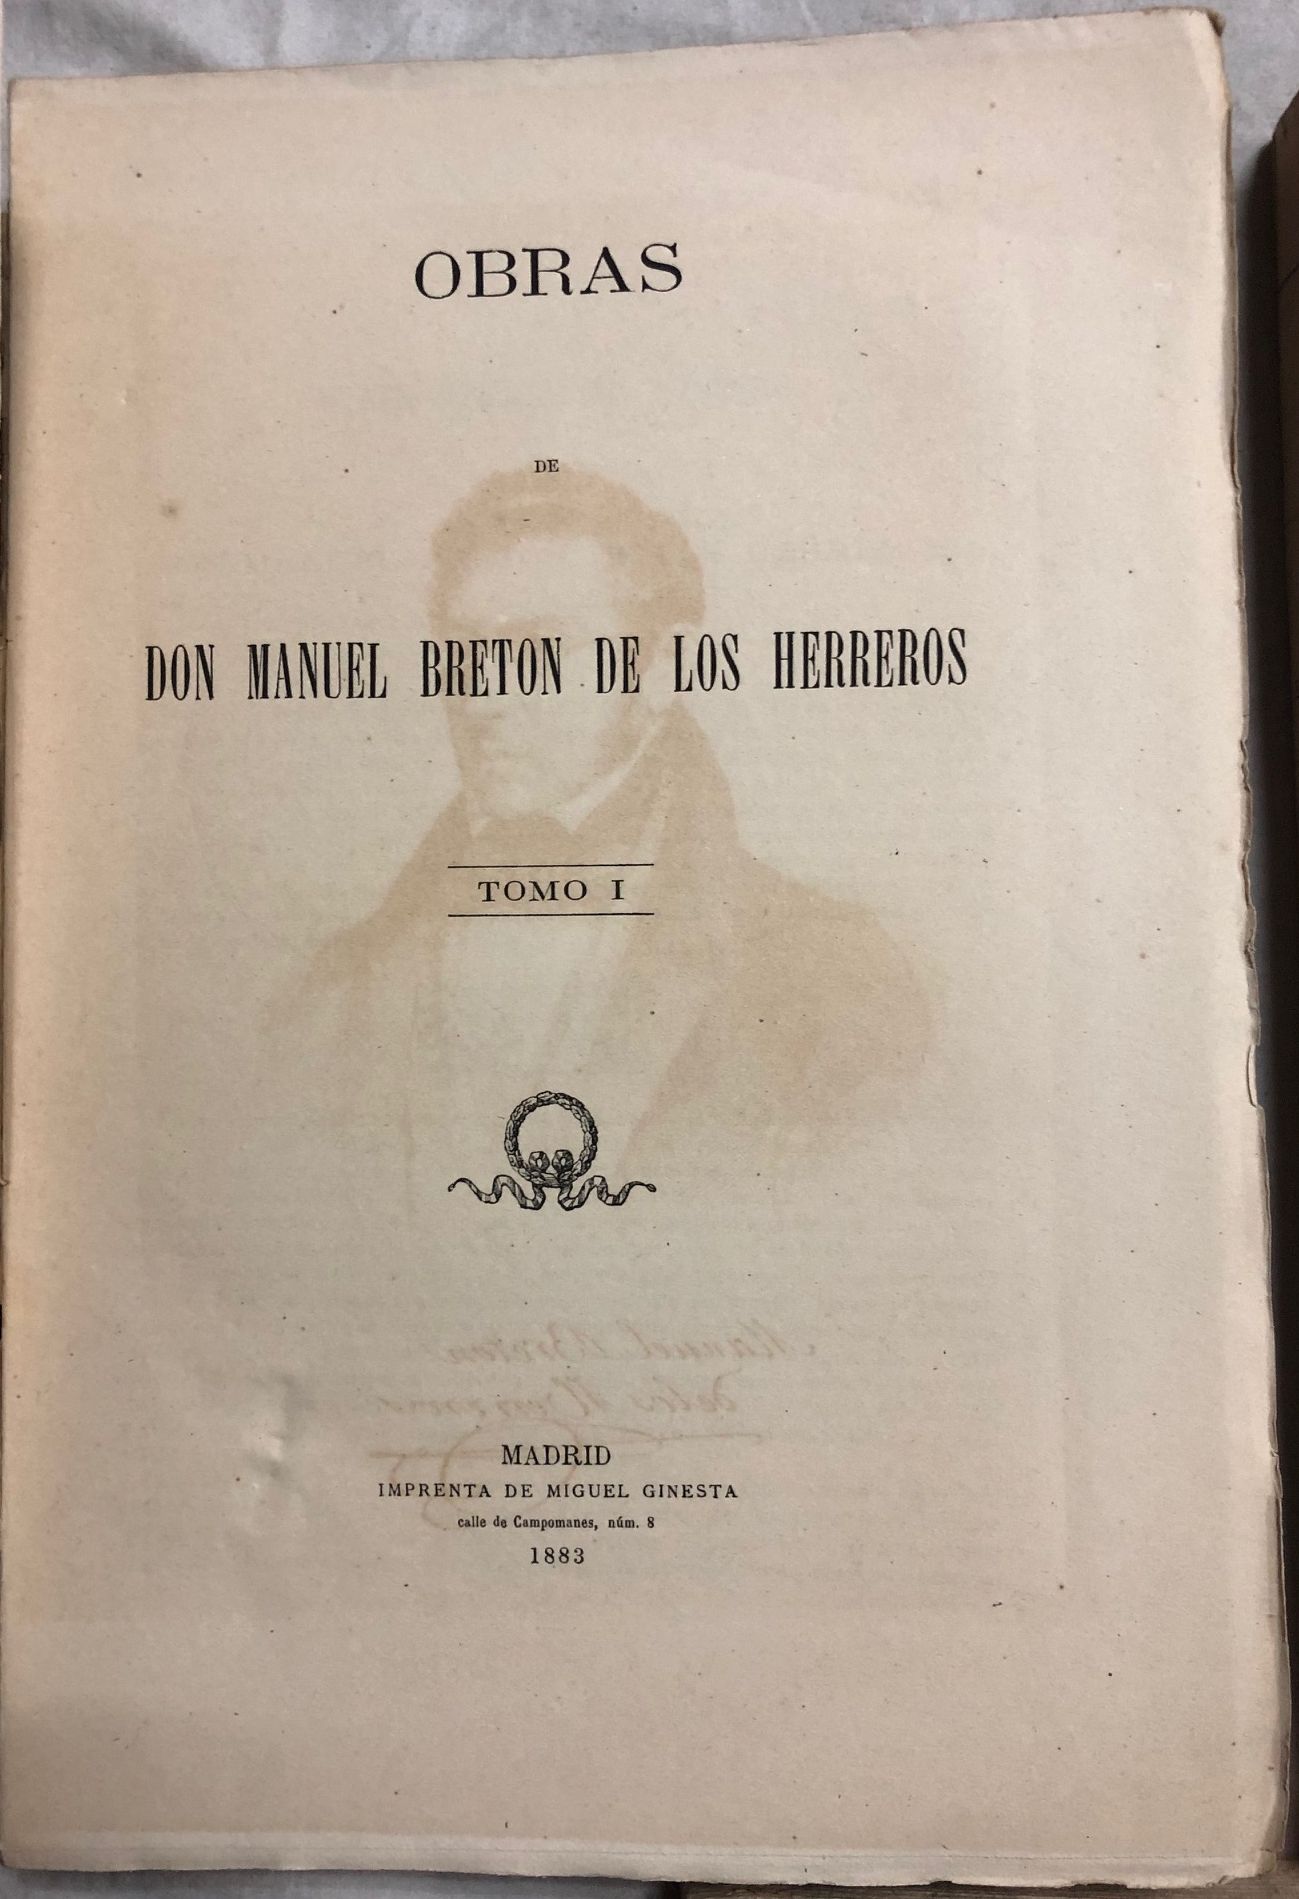 OBRAS
DE
DON MANUEL BRETON DE LOS HERREROS
TOMO I
MADRID
IMPRENTA DE MIGUEL GINESTA
calle de Campomanes, núm. 8
1883